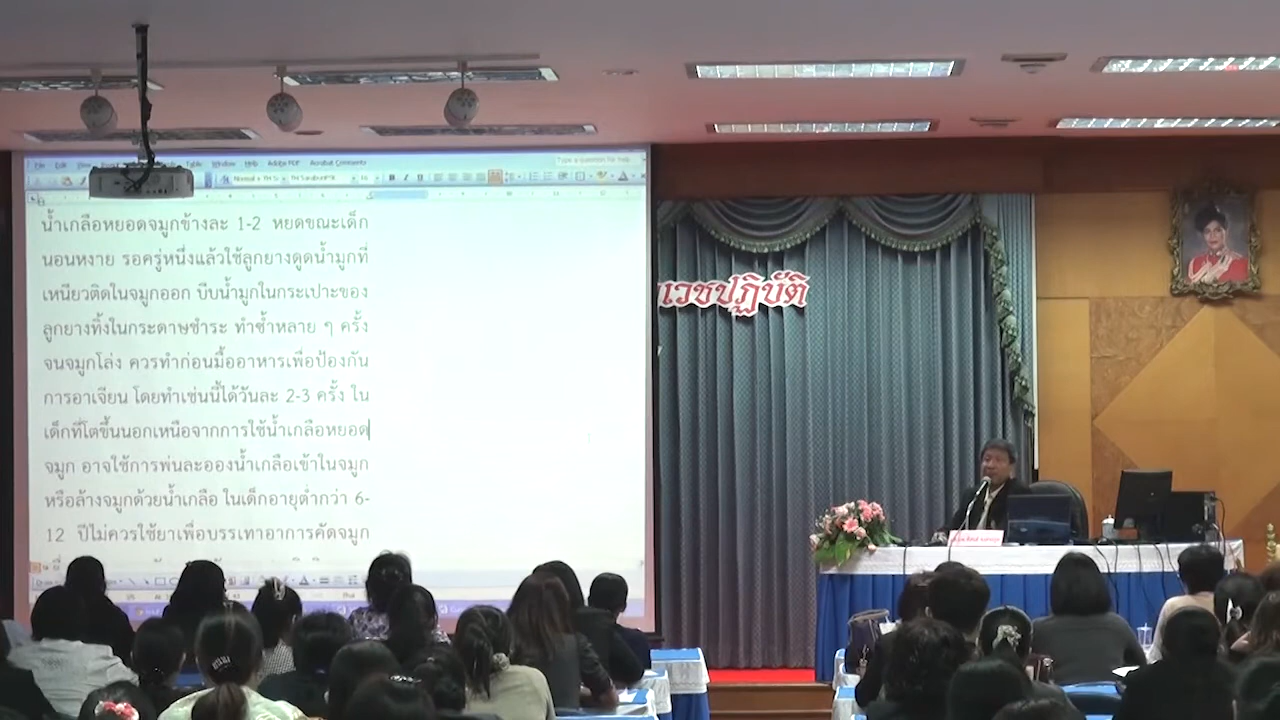 File Edit View Table Window Help Adobe PDF Acrobat Comments
Type a question for help
น้ำเกลือหยอดจมูกข้างละ 1-2 หยดขณะเด็ก
นอนหงาย รอครู่หนึ่งแล้วใช้ลูกยางดูดน้ำมูกที่
เหนียวติดในจมูกออก บีบน้ำมูกในกระเปาะของ
ลูกยางทิ้งในกระดาษชำระ ทำซ้ำหลาย ๆ ครั้ง
จนจมูกโล่ง ควรทำก่อนมื้ออาหารเพื่อป้องกัน
การอาเจียน โดยทำเช่นนี้ได้วันละ 2-3 ครั้ง ใน
เด็กที่โตขึ้นนอกเหนือจากการใช้น้ำเกลือหยอด
จมูก อาจใช้การพ่นละอองน้ำเกลือเข้าในจมูก
หรือล้างจมูกด้วยน้ำเกลือ ในเด็กอายุต่ำกว่า 6-
12 ปีไม่ควรใช้ยาเพื่อบรรเทาอาการคัดจมูก
เวชปฏิบัติ